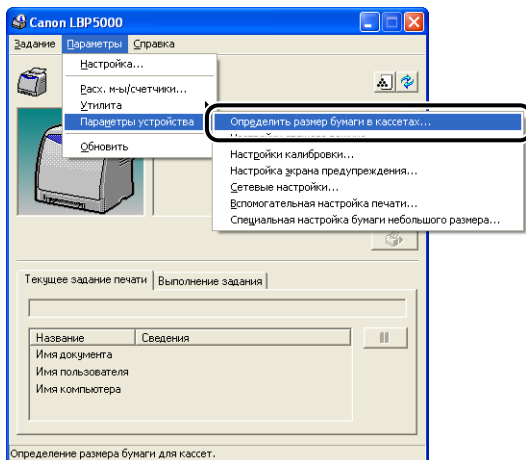 Canon LBP5000
Задание Параметры Справка
Настройка...
Расх. м-ы/счетчики...
Утилита
Параметры устройства
Обновить
Определить размер бумаги в кассетах...
Настройки калибровки...
Настройка экрана предупреждения...
Сетевые настройки...
Вспомогательная настройка печати...
Специальная настройка бумаги небольшого размера...
Текущее задание печати Выполнение задания
Название Сведения
Имя документа
Имя пользователя
Имя компьютера
Определение размера бумаги для кассет.